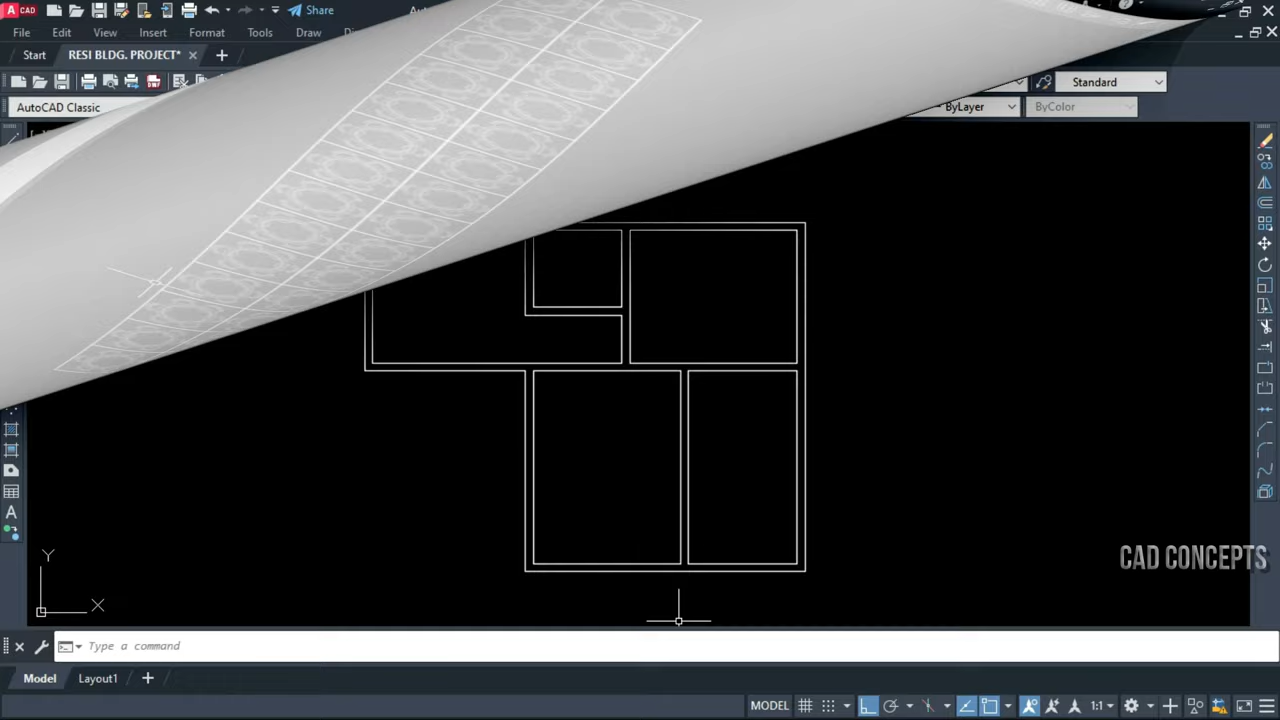 CAD
Share
Au
File
Edit
View
Insert
Format
Tools
Draw
Start
RESI BLDG. PROJECT*
Standard
AutoCAD Classic
ByLayer
ByColor
Y
X
CAD CONCEPTS
Type a command
Model
Layout1
MODEL
1:1